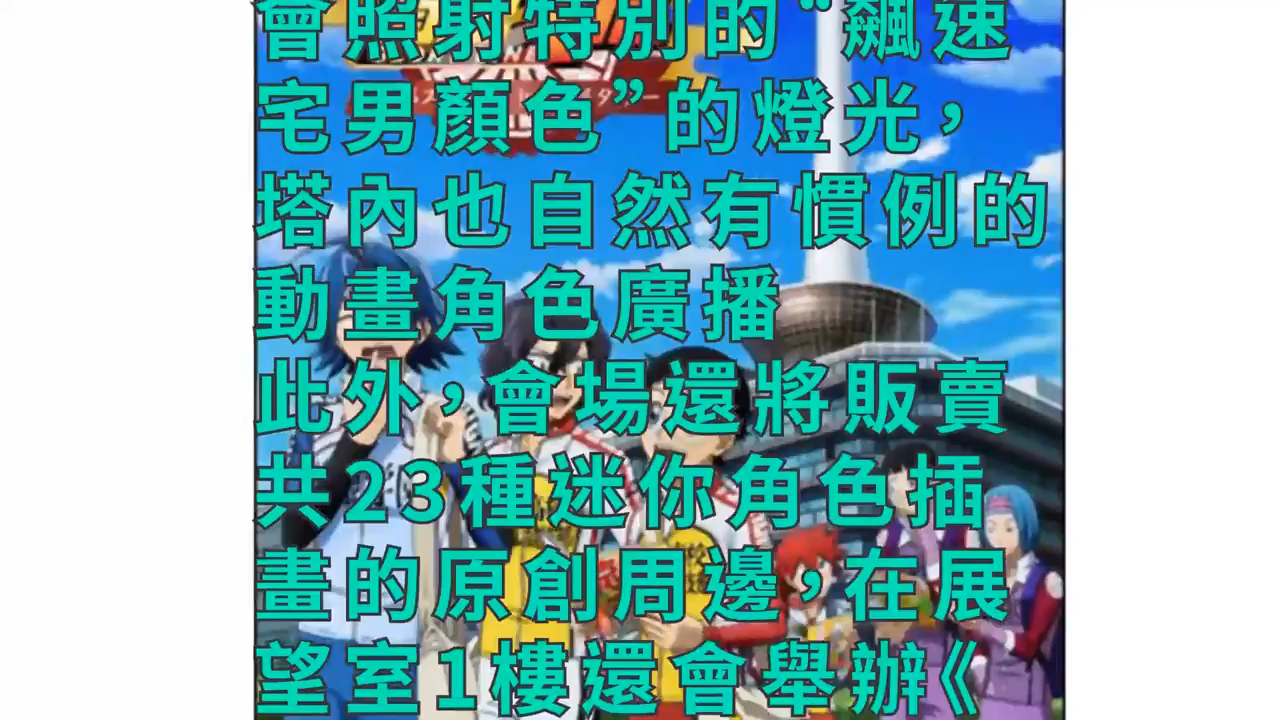 會照射特別的“飆速
宅男顏色”的燈光，
塔內也自然有慣例的
動畫角色廣播
此外，會場還將販賣
共23種迷你角色插
畫的原創周邊，在展
望室1樓還會舉辦《